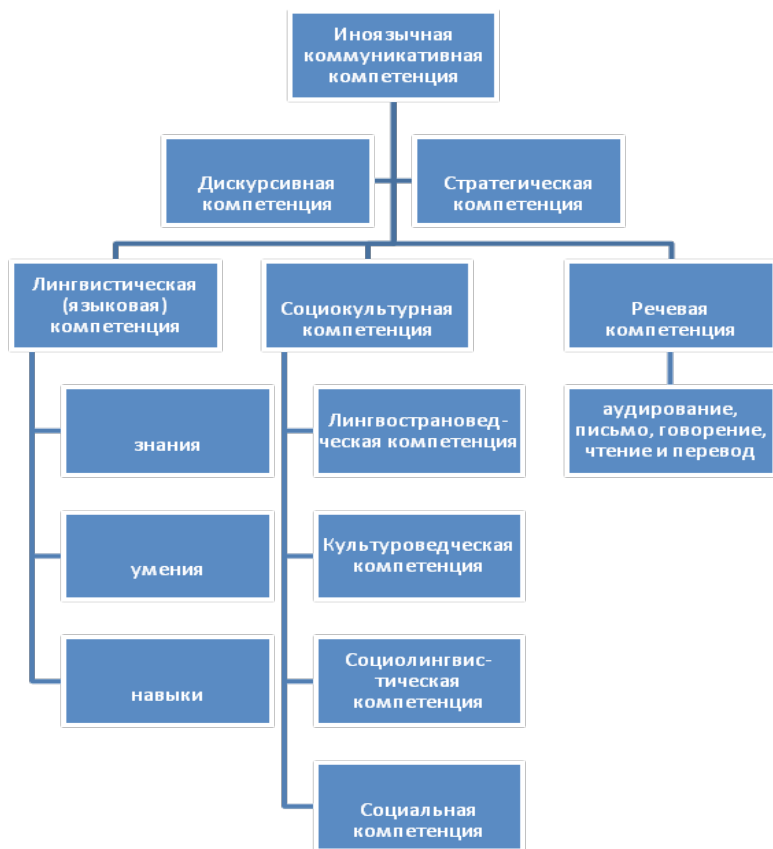 Иноязычная
коммуникативная
компетенция
Дискурсивная
компетенция
Стратегическая
компетенция
Лингвистическая
(языковая)
компетенция
Социокультурная
компетенция
Речевая
компетенция
знания
умения
навыки
Лингвострановед-
ческая компетенция
Культуроведческая
компетенция
Социолингвис-
тическая
компетенция
Социальная
компетенция
аудирование,
письмо, говорение,
чтение и перевод